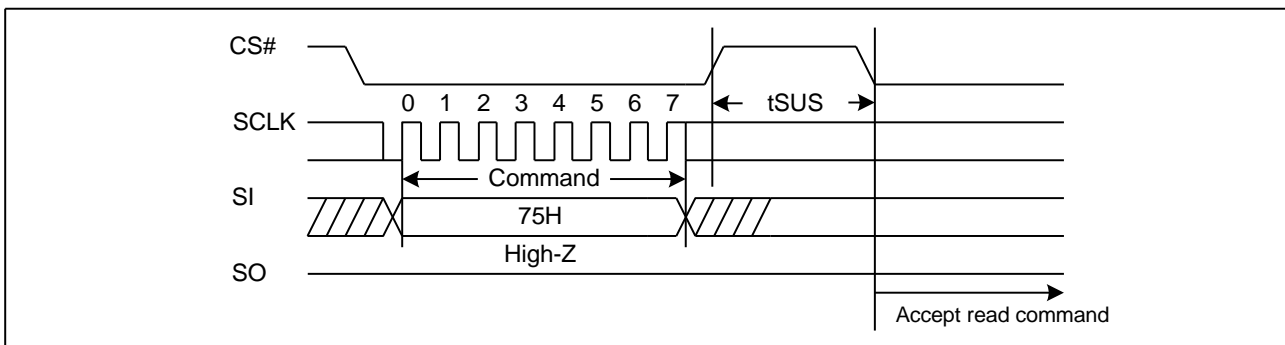 CS#
0 1 2 3 4 5 6 7
tSUS
SCLK
Command
SI
75H
High-Z
SO
Accept read command